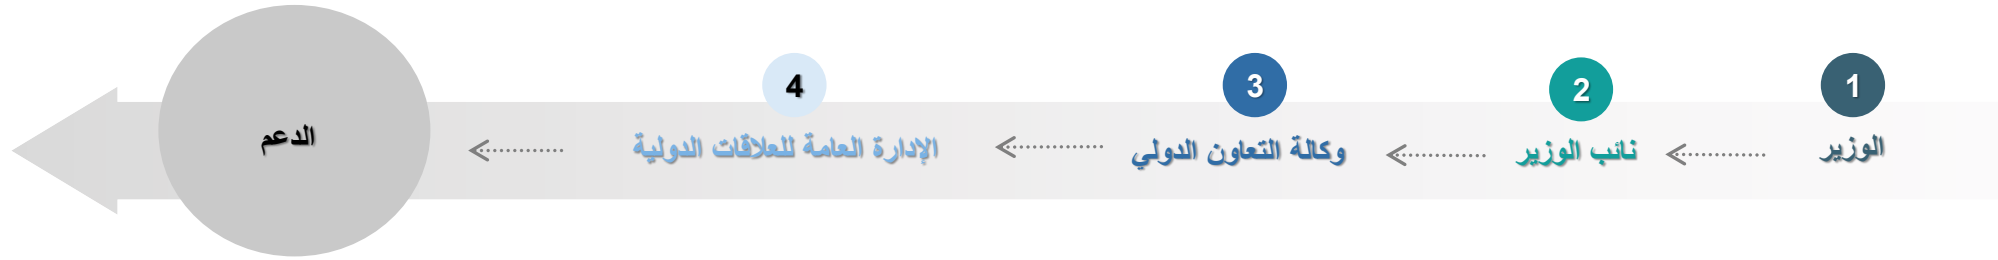 1
الوزير
2
نائب الوزير
3
وكالة التعاون الدولي
4
الإدارة العامة للعلاقات الدولية
الدعم